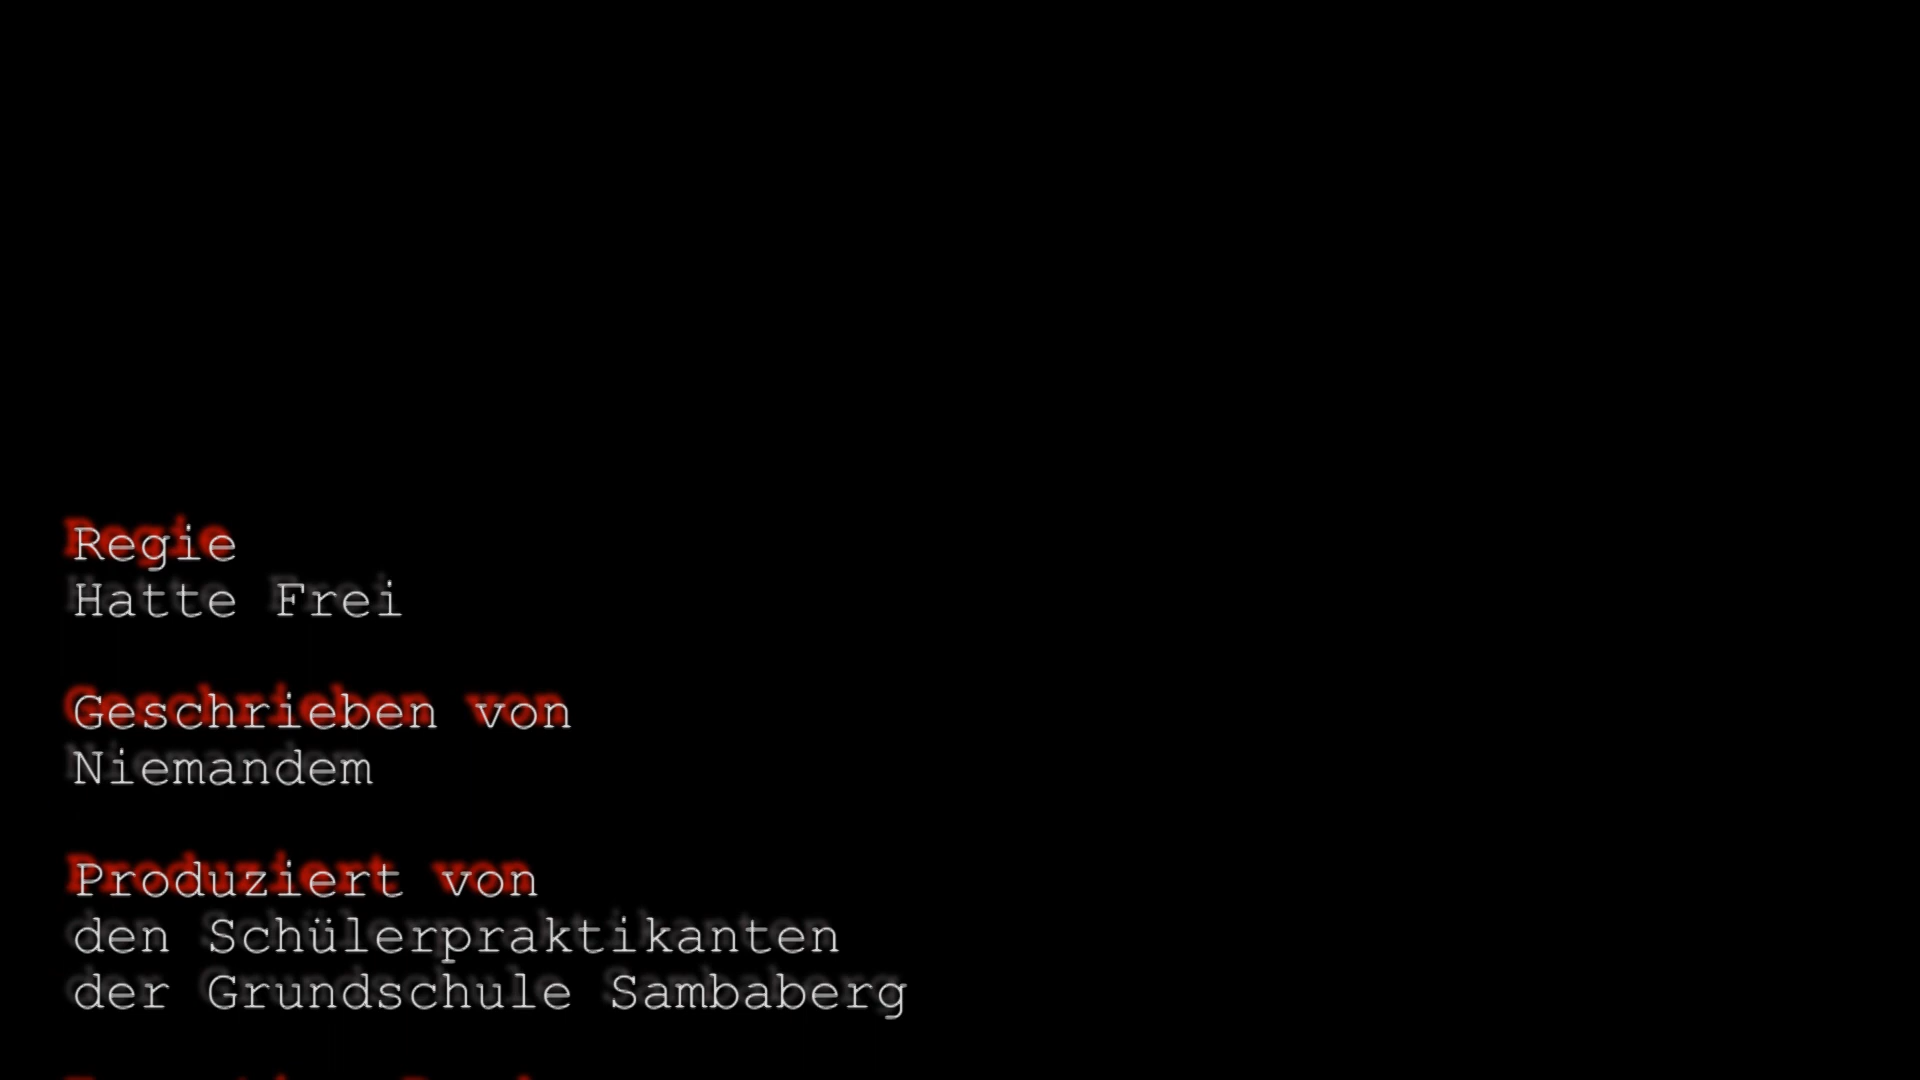 Regie
Hatte Frei
Geschrieben von
Niemandem
Produziert von
den Schülerpraktikanten
der Grundschule Sambaberg